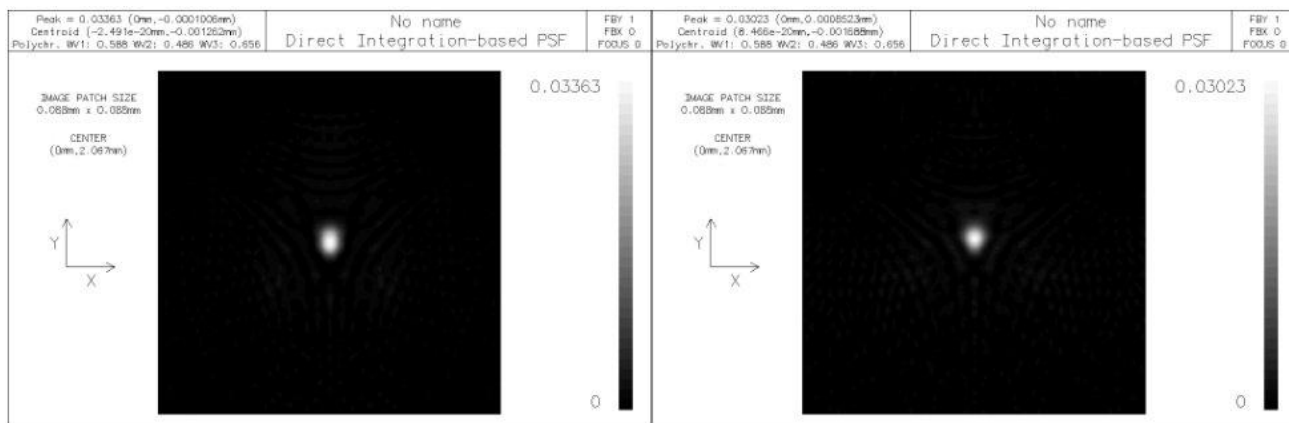 Peak = 0.03363 (0mm,-0.0001006mm)
Centroid (-2.491e-20mm,-0.001262mm)
Polychr. WV1: 0.588 WV2: 0.486 WV3: 0.656
No name
Direct Integration-based PSF
FBY 1
FBX 0
FOCUS 0
IMAGE PATCH SIZE
0.088mm x 0.088mm
CENTER
(0mm,2.067mm)
Y
X
0.03363
0
Peak = 0.03023 (0mm,0.0008523mm)
Centroid (8.466e-20mm,-0.001688mm)
Polychr. WV1: 0.588 WV2: 0.486 WV3: 0.656
No name
Direct Integration-based PSF
FBY 1
FBX 0
FOCUS 0
IMAGE PATCH SIZE
0.088mm x 0.088mm
CENTER
(0mm,2.067mm)
Y
X
0.03023
0